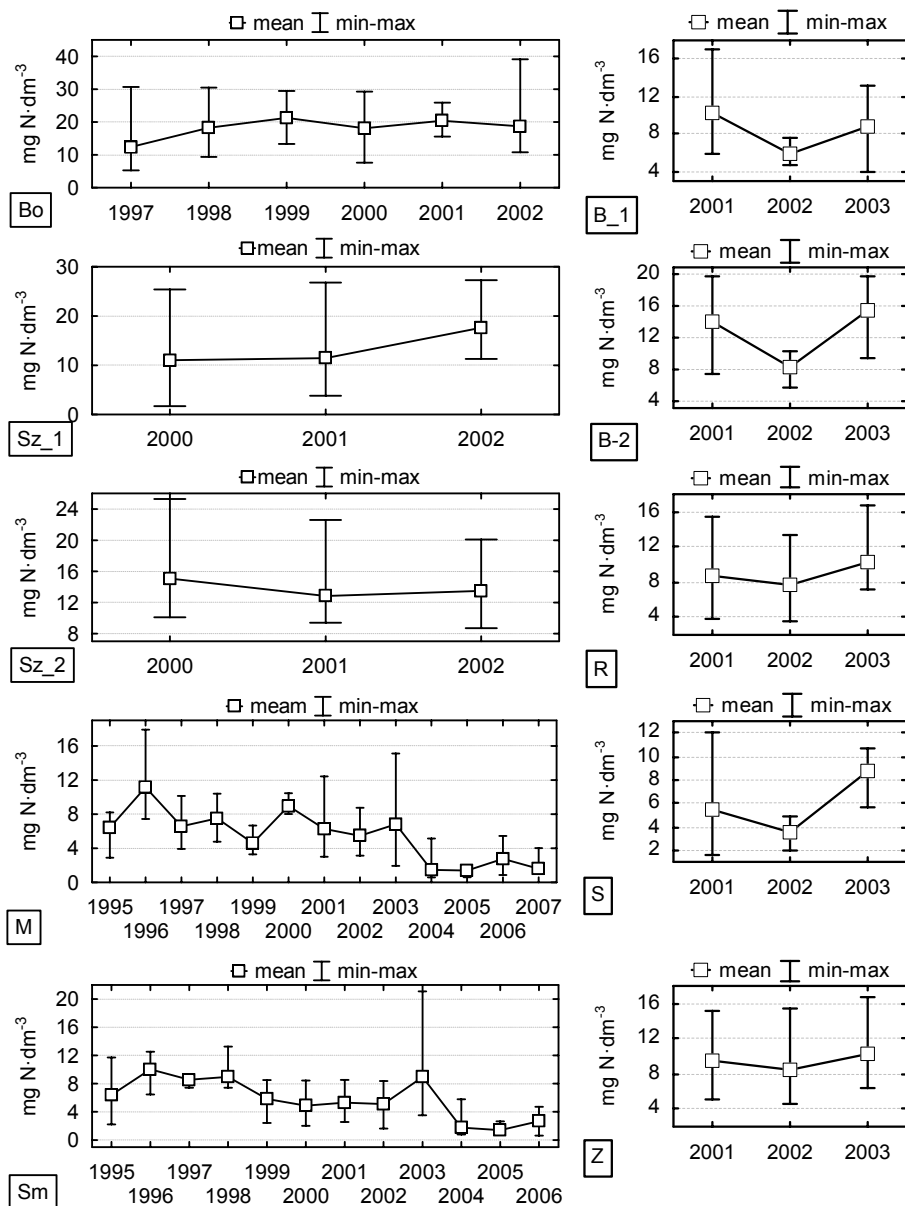 mean min-max
mg N·dm⁻³
40
30
20
10
0
1997 1998 1999 2000 2001 2002
Bo
mean min-max
mg N·dm⁻³
30
20
10
0
2000 2001 2002
Sz_1
mean min-max
mg N·dm⁻³
24
20
16
12
8
2000 2001 2002
Sz_2
meam min-max
mg N·dm⁻³
16
12
8
4
0
1995 1997 1999 2001 2003 2005 2007
1996 1998 2000 2002 2004 2006
M
mean min-max
mg N·dm⁻³
20
16
12
8
4
0
1995 1997 1999 2001 2003 2005
1996 1998 2000 2002 2004 2006
Sm
mean min-max
mg N·dm⁻³
16
12
8
4
2001 2002 2003
B_1
mean min-max
mg N·dm⁻³
20
16
12
8
4
2001 2002 2003
B-2
mean min-max
mg N·dm⁻³
16
12
8
4
2001 2002 2003
R
mean min-max
mg N·dm⁻³
12
10
8
6
4
2
2001 2002 2003
S
mean min-max
mg N·dm⁻³
16
12
8
4
2001 2002 2003
Z